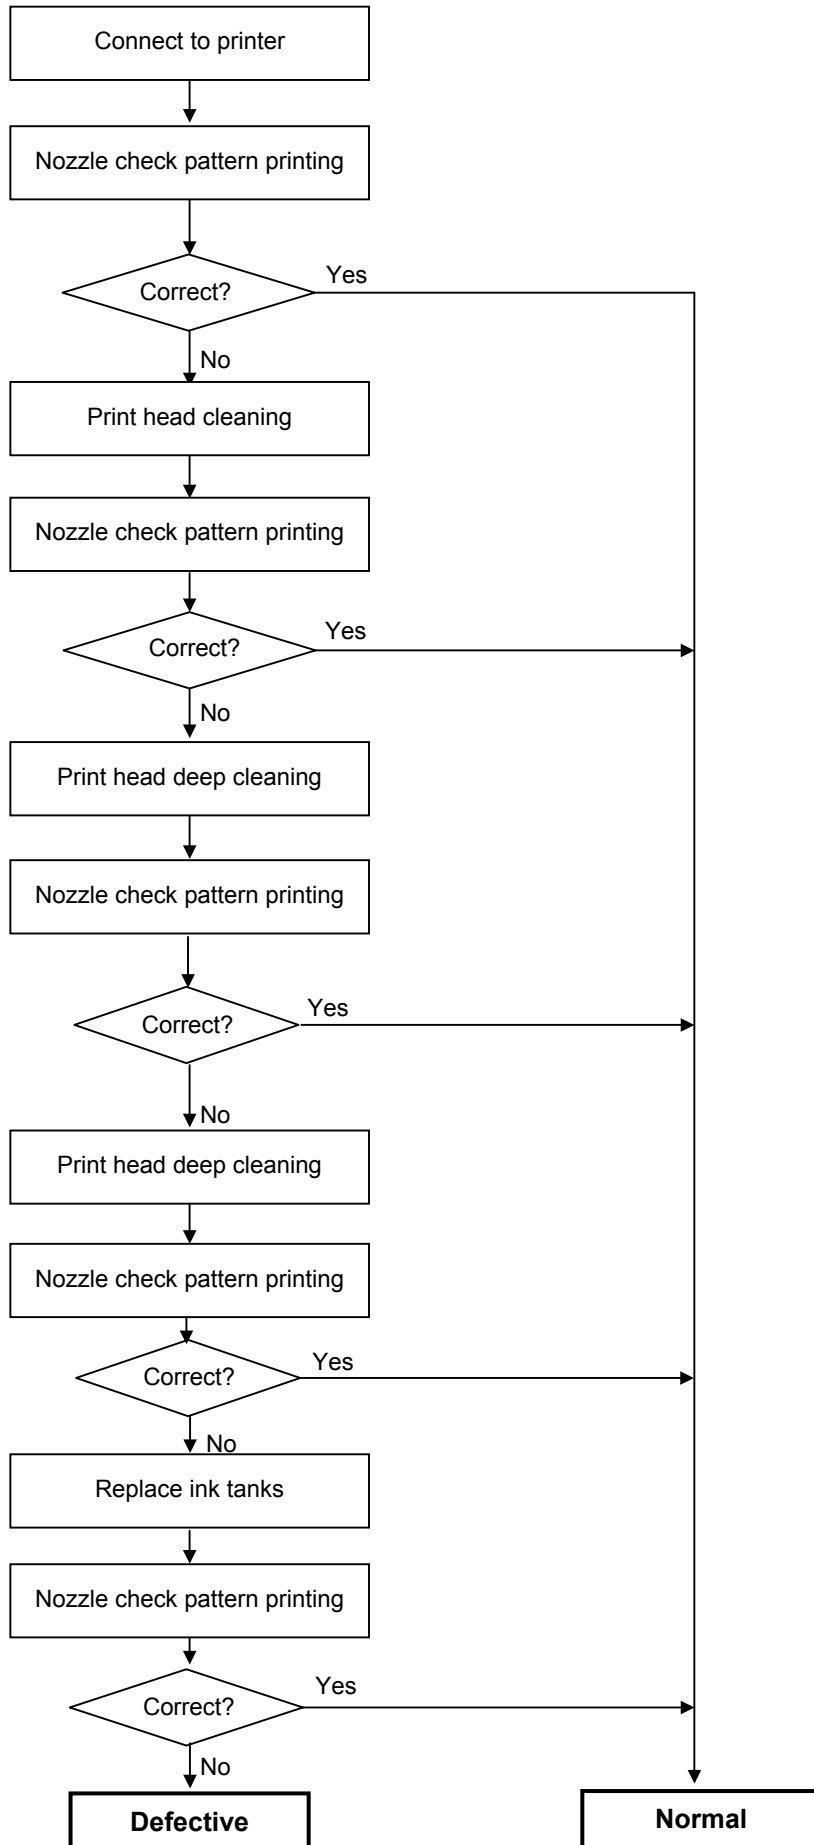 Connect to printer
Nozzle check pattern printing
Correct?
Yes
No
Print head cleaning
Nozzle check pattern printing
Correct?
Yes
No
Print head deep cleaning
Nozzle check pattern printing
Correct?
Yes
No
Print head deep cleaning
Nozzle check pattern printing
Correct?
Yes
No
Replace ink tanks
Nozzle check pattern printing
Correct?
Yes
No
Defective
Normal